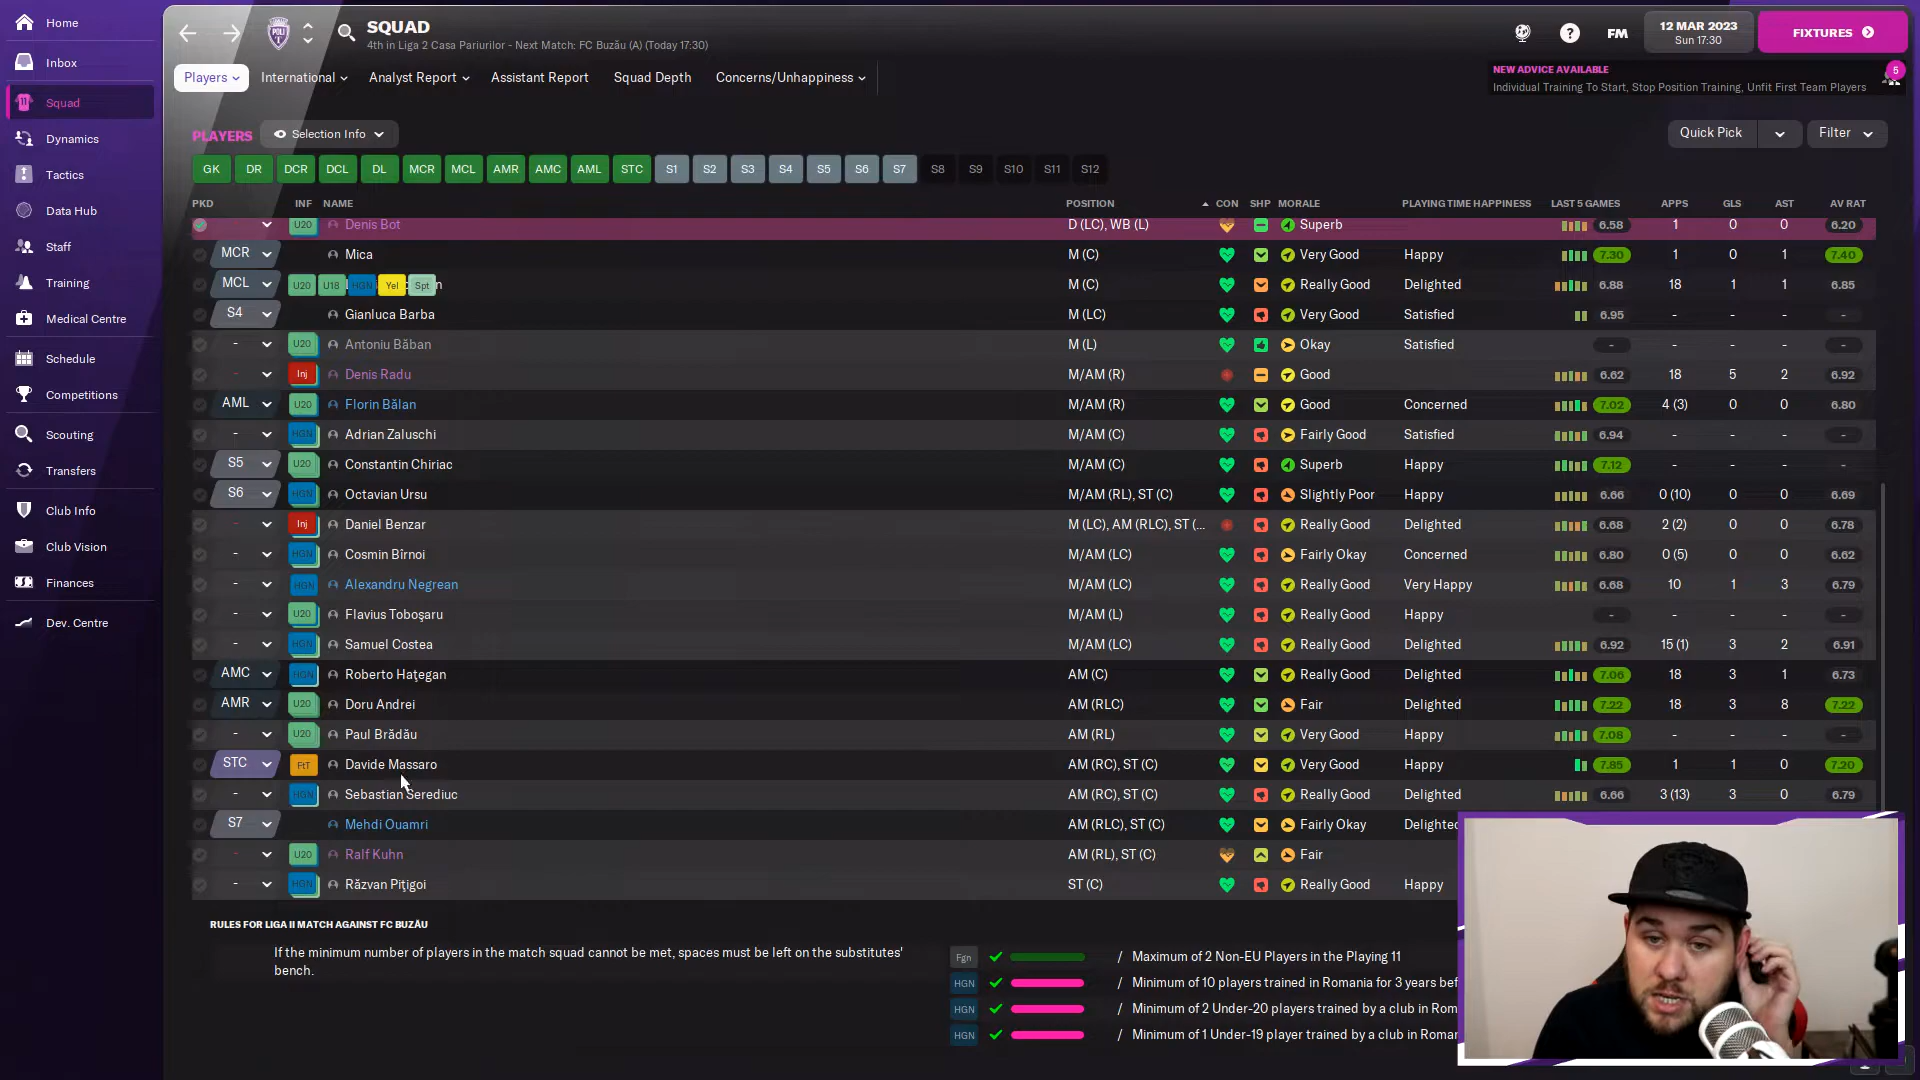 Home
Inbox
Squad
Dynamics
Tactics
Data Hub
Staff
Training
Medical Centre
Schedule
Competitions
Scouting
Transfers
Club Info
Club Vision
Finances
Dev. Centre
POLI
SQUAD
4th in Liga 2 Casa Pariurilor - Next Match: FC Buzău (A) (Today 17:30)
? FM
12 MAR 2023
Sun 17:30
FIXTURES
Players International Analyst Report Assistant Report Squad Depth Concerns/Unhappiness
NEW ADVICE AVAILABLE 5
Individual Training To Start, Stop Position Training, Unfit First Team Players
PLAYERS Selection Info Quick Pick Filter
GK DR DCR DCL DL MCR MCL AMR AMC AML STC S1 S2 S3 S4 S5 S6 S7 S8 S9 S10 S11 S12
PKD INF NAME POSITION CON SHP MORALE PLAYING TIME HAPPINESS LAST 5 GAMES APPS GLS AST AV RAT
- U20 Denis Bot D (LC), WB (L) Superb 6.58 1 0 0 6.20
MCR Mica M (C) Very Good Happy 7.30 1 0 1 7.40
MCL U20 U18 HGN Yel Spt n M (C) Really Good Delighted 6.88 18 1 1 6.85
S4 Gianluca Barba M (LC) Very Good Satisfied 6.95 - - - -
- U20 Antoniu Băban M (L) Okay Satisfied - - - - -
- Inj Denis Radu M/AM (R) Good 6.62 18 5 2 6.92
AML U20 Florin Bălan M/AM (R) Good Concerned 7.02 4 (3) 0 0 6.80
- HGN Adrian Zaluschi M/AM (C) Fairly Good Satisfied 6.94 - - - -
S5 U20 Constantin Chiriac M/AM (C) Superb Happy 7.12 - - - -
S6 HGN Octavian Ursu M/AM (RL), ST (C) Slightly Poor Happy 6.66 0 (10) 0 0 6.69
- Inj Daniel Benzar M (LC), AM (RLC), ST (... Really Good Delighted 6.68 2 (2) 0 0 6.78
- HGN Cosmin Bîrnoi M/AM (LC) Fairly Okay Concerned 6.80 0 (5) 0 0 6.62
- HGN Alexandru Negrean M/AM (LC) Really Good Very Happy 6.68 10 1 3 6.79
- U20 Flavius Toboşaru M/AM (L) Really Good Happy - - - - -
- HGN Samuel Costea M/AM (LC) Really Good Delighted 6.92 15 (1) 3 2 6.91
AMC HGN Roberto Haţegan AM (C) Really Good Delighted 7.06 18 3 1 6.73
AMR U20 Doru Andrei AM (RLC) Fair Delighted 7.22 18 3 8 7.22
- U20 Paul Brădău AM (RL) Very Good Happy 7.08 - - - -
STC FtT Davide Massaro AM (RC), ST (C) Very Good Happy 7.85 1 1 0 7.20
- HGN Sebastian Serediuc AM (RC), ST (C) Really Good Delighted 6.66 3 (13) 3 0 6.79
S7 Mehdi Ouamri AM (RLC), ST (C) Fairly Okay Delighted
- U20 Ralf Kuhn AM (RL), ST (C) Fair
- HGN Răzvan Piţigoi ST (C) Really Good Happy
RULES FOR LIGA II MATCH AGAINST FC BUZĂU
If the minimum number of players in the match squad cannot be met, spaces must be left on the substitutes'
bench.
Fgn / Maximum of 2 Non-EU Players in the Playing 11
HGN / Minimum of 10 players trained in Romania for 3 years bef
HGN / Minimum of 2 Under-20 players trained by a club in Rom
HGN / Minimum of 1 Under-19 player trained by a club in Roma